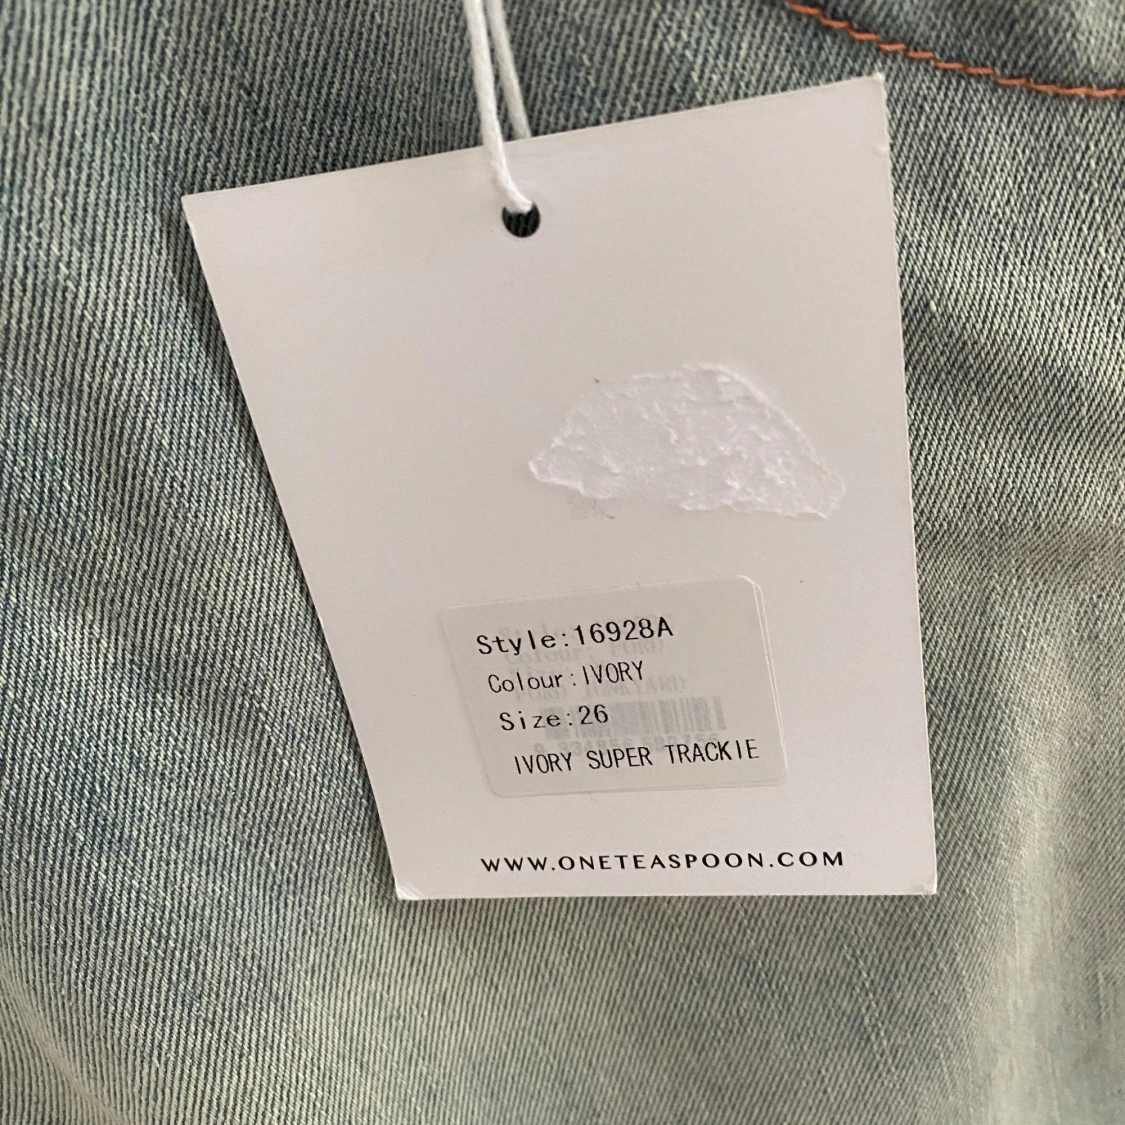 Style:16928A
Colour:IVORY
Size:26
IVORY SUPER TRACKIE
WWW.ONETEASPOON.COM